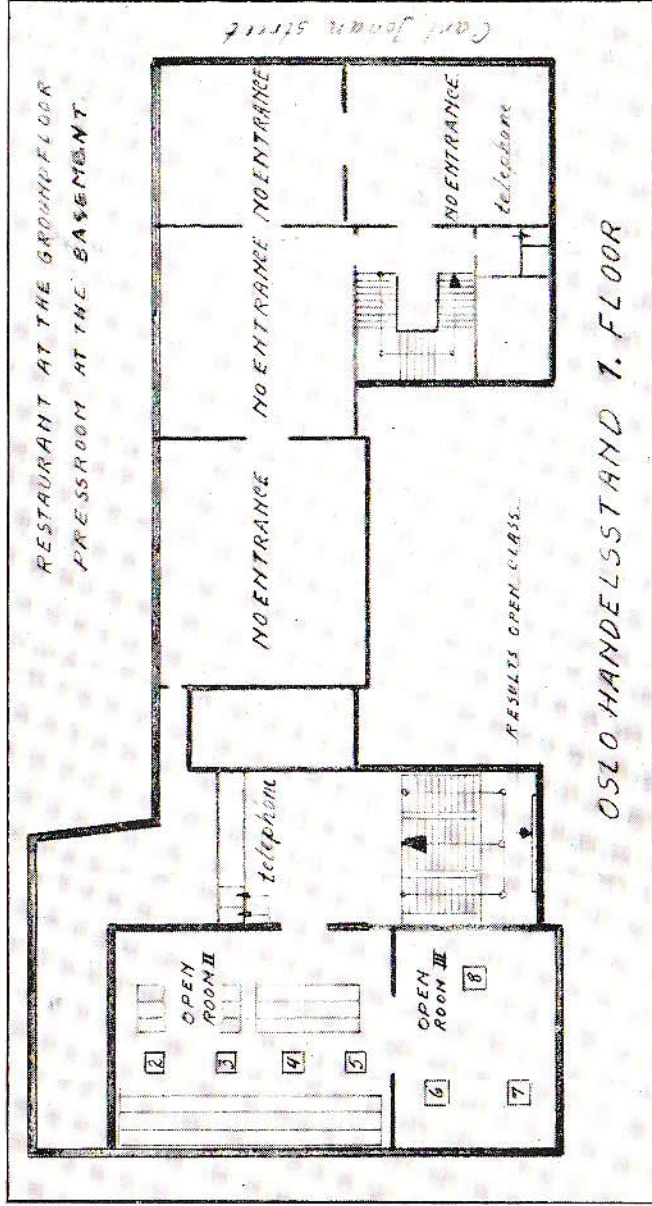 RESTAURANT AT THE GROUNDFLOOR
PRESSROOM AT THE BASEMENT.
Carl Johan street
NO ENTRANCE
NO ENTRANCE
NO ENTRANCE
NO ENTRANCE
telephone
telephone
OPEN
ROOM II
2
3
4
5
OPEN
ROOM III
6
7
8
RESULTS OPEN CLASS.
OSLO HANDELSSTAND 1. FLOOR